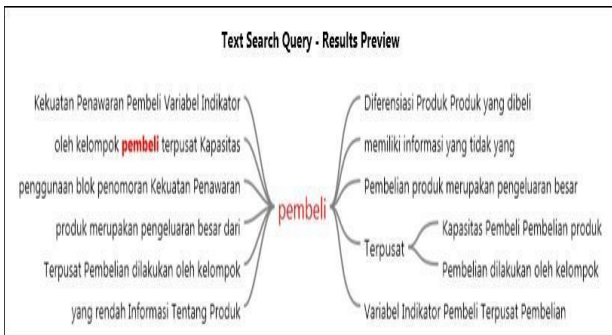 Text Search Query - Results Preview
Kekuatan Penawaran Pembeli Variabel Indikator
oleh kelompok pembeli terpusat Kapasitas
penggunaan blok penomoran Kekuatan Penawaran
produk merupakan pengeluaran besar dari
Terpusat Pembelian dilakukan oleh kelompok
yang rendah Informasi Tentang Produk
pembeli
Diferensiasi Produk Produk yang dibeli
memiliki informasi yang tidak yang
Pembelian produk merupakan pengeluaran besar
Terpusat
Kapasitas Pembeli Pembelian produk
Pembelian dilakukan oleh kelompok
Variabel Indikator Pembeli Terpusat Pembelian